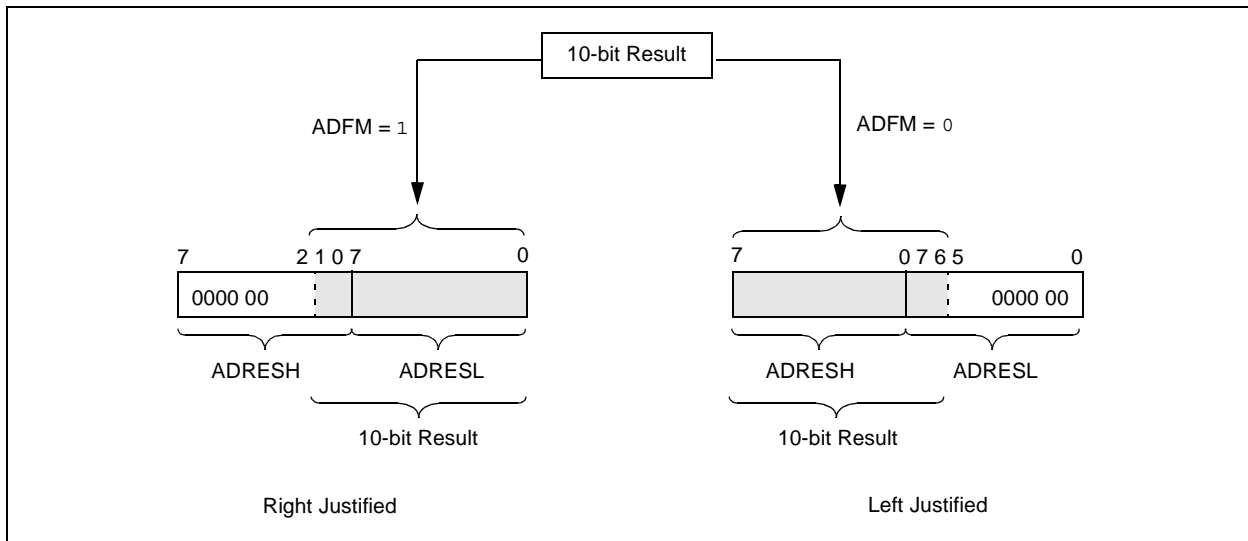 10-bit Result
ADFM = 1
ADFM = 0
7 2 1 0 7 0
7 0 7 6 5 0
0000 00
0000 00
ADRESH ADRESL
ADRESH ADRESL
10-bit Result
10-bit Result
Right Justified
Left Justified